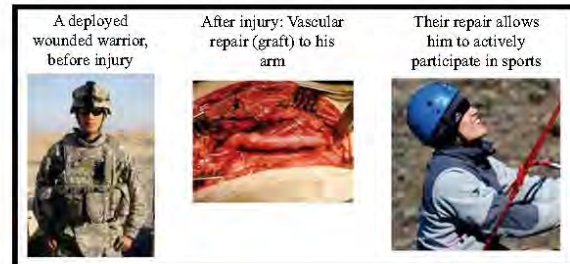 A deployed
wounded warrior,
before injury
After injury: Vascular
repair (graft) to his
arm
Their repair allows
him to actively
participate in sports